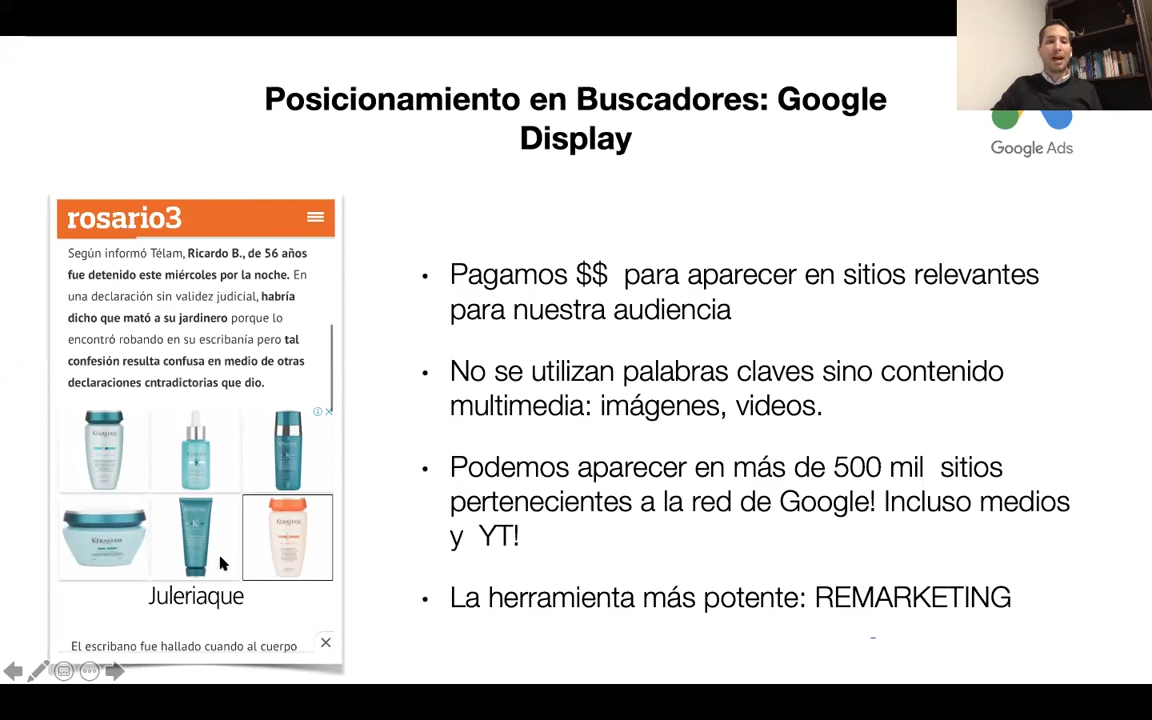 Posicionamiento en Buscadores: Google
Display
Google Ads
rosario3
Según informó Télam, Ricardo B., de 56 años
fue detenido este miércoles por la noche. En
una declaración sin validez judicial, habría
dicho que mató a su jardinero porque lo
encontró robando en su escribanía pero tal
confesión resulta confusa en medio de otras
declaraciones cntradictorias que dio.
KERASTASE
KERASTASE
KERASTASE
Juleriaque
El escribano fue hallado cuando al cuerpo
• Pagamos $$ para aparecer en sitios relevantes
para nuestra audiencia
• No se utilizan palabras claves sino contenido
multimedia: imágenes, videos.
• Podemos aparecer en más de 500 mil sitios
pertenecientes a la red de Google! Incluso medios
y YT!
• La herramienta más potente: REMARKETING